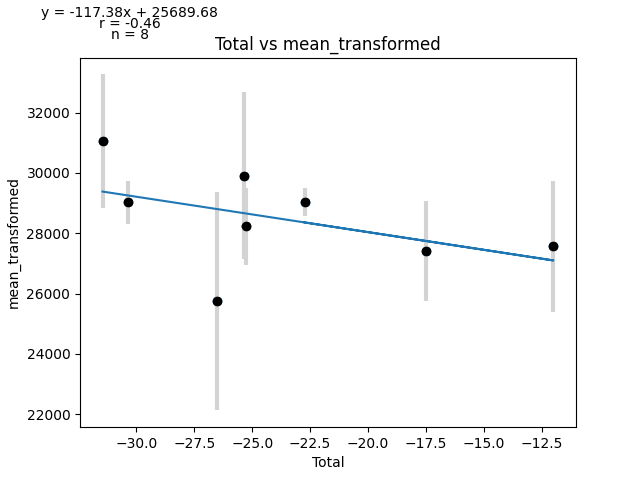 y = -117.38x + 25689.68
r = -0.46
n = 8
Total vs mean_transformed
32000
30000
28000
26000
24000
22000
mean_transformed
−30.0 −27.5 −25.0 −22.5 −20.0 −17.5 −15.0 −12.5
Total